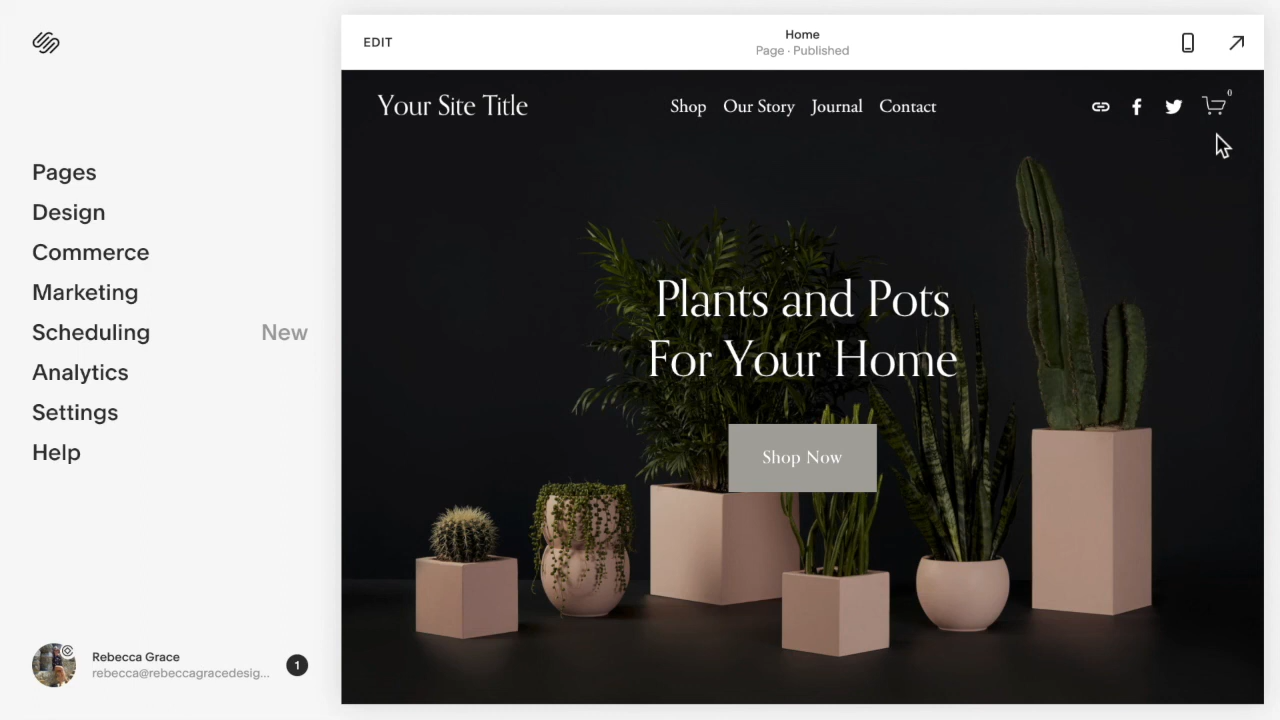 EDIT
Home
Page · Published
Your Site Title
Shop
Our Story
Journal
Contact
0
Pages
Design
Commerce
Marketing
Scheduling
New
Analytics
Settings
Help
Plants and Pots
For Your Home
Shop Now
Rebecca Grace
rebecca@rebeccagracedesig...
1